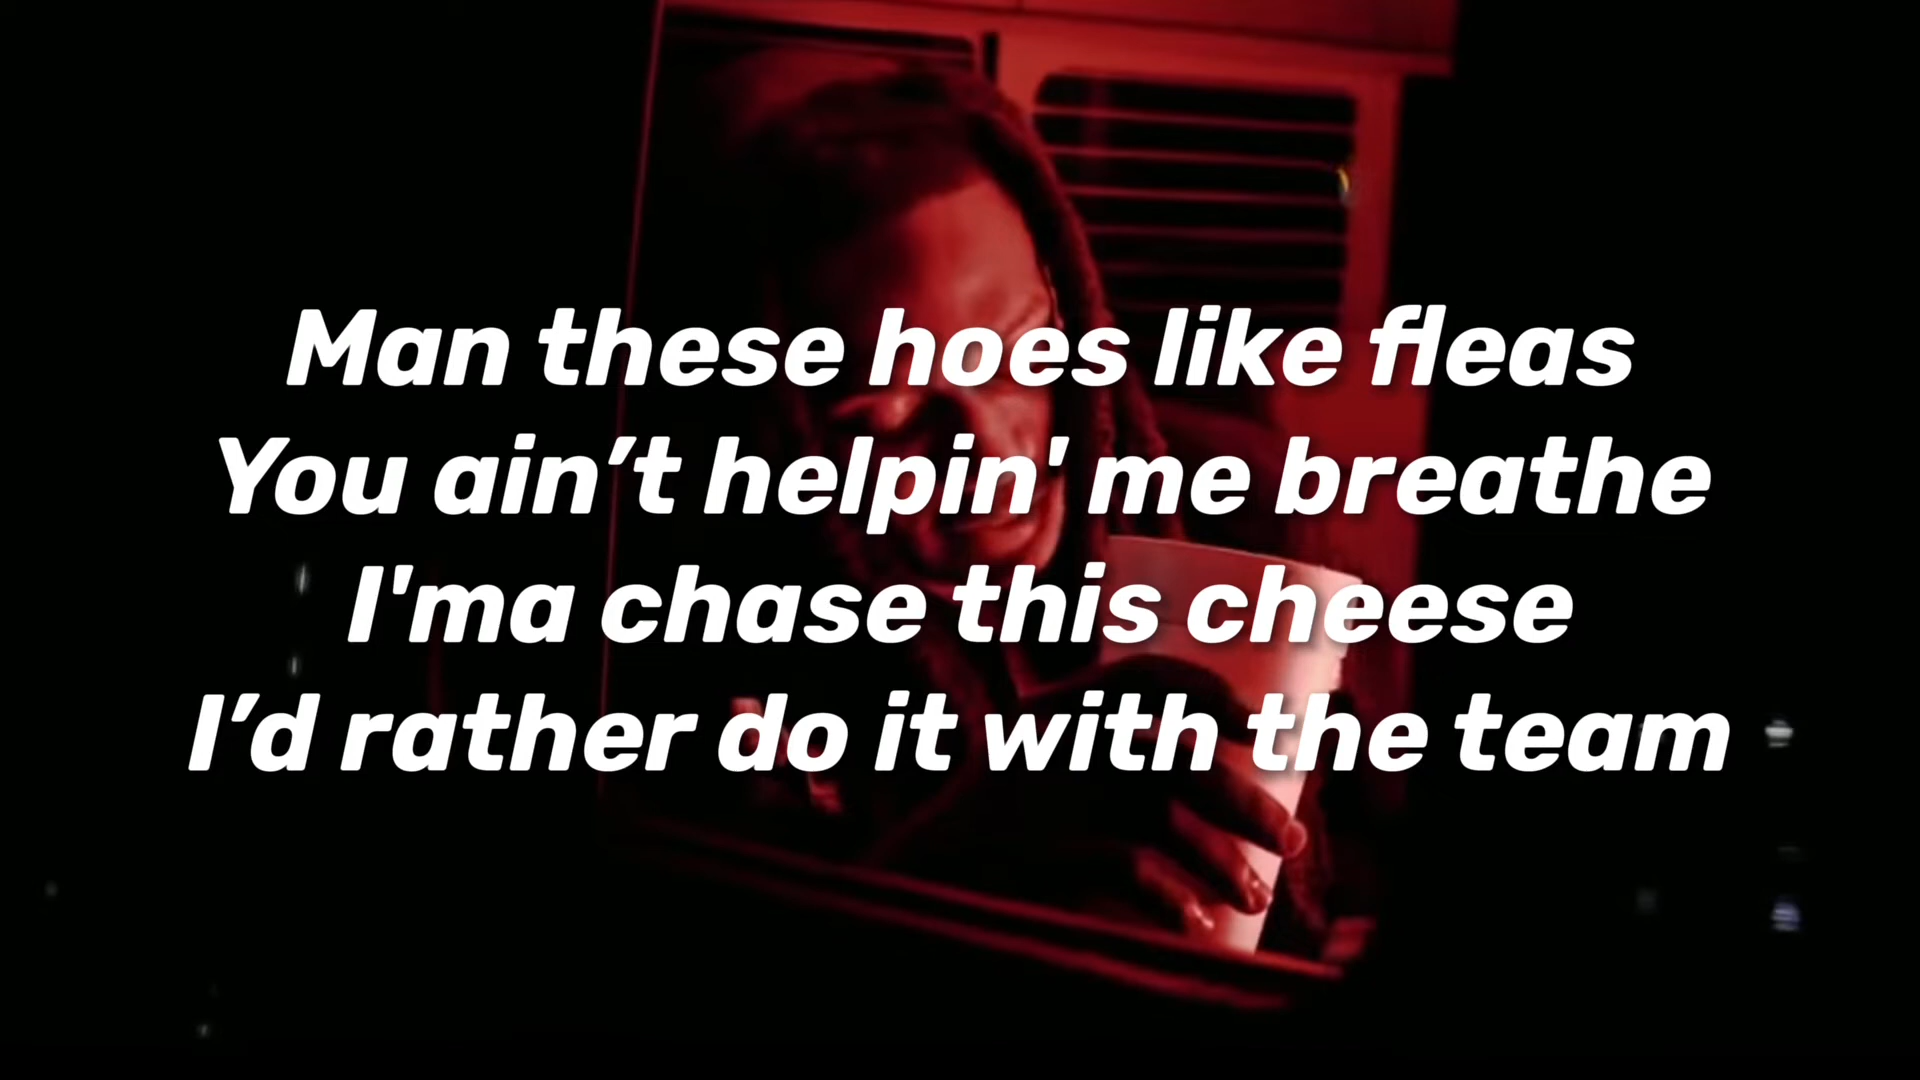 Man these hoes like fleas
You ain’t helpin' me breathe
I'ma chase this cheese
I’d rather do it with the team